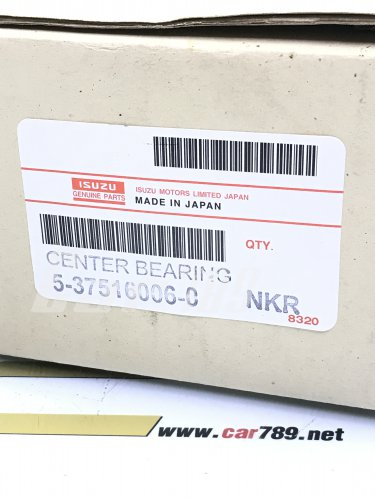 ISUZU
GENUINE PARTS
ISUZU MOTORS LIMITED JAPAN
MADE IN JAPAN
QTY.
CENTER BEARING
5-37516006-0 NKR
8320
www.car789.net